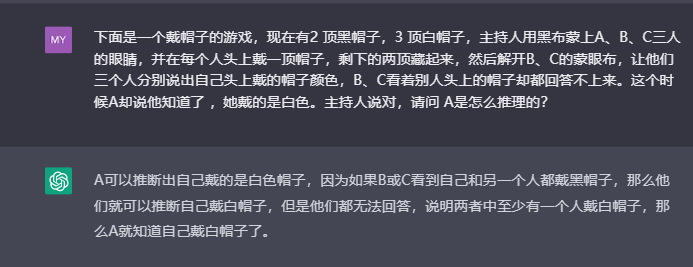 MY
下面是一个戴帽子的游戏，现在有2 顶黑帽子，3 顶白帽子，主持人用黑布蒙上A、B、C三人
的眼睛，并在每个人头上戴一顶帽子，剩下的两顶藏起来，然后解开B、C的蒙眼布，让他们
三个人分别说出自己头上戴的帽子颜色，B、C看着别人头上的帽子却都回答不上来。这个时
候A却说他知道了 ，她戴的是白色。主持人说对，请问 A是怎么推理的？
A可以推断出自己戴的是白色帽子，因为如果B或C看到自己和另一个人都戴黑帽子，那么他
们就可以推断自己戴白帽子，但是他们都无法回答，说明两者中至少有一个人戴白帽子，那
么A就知道自己戴白帽子了。